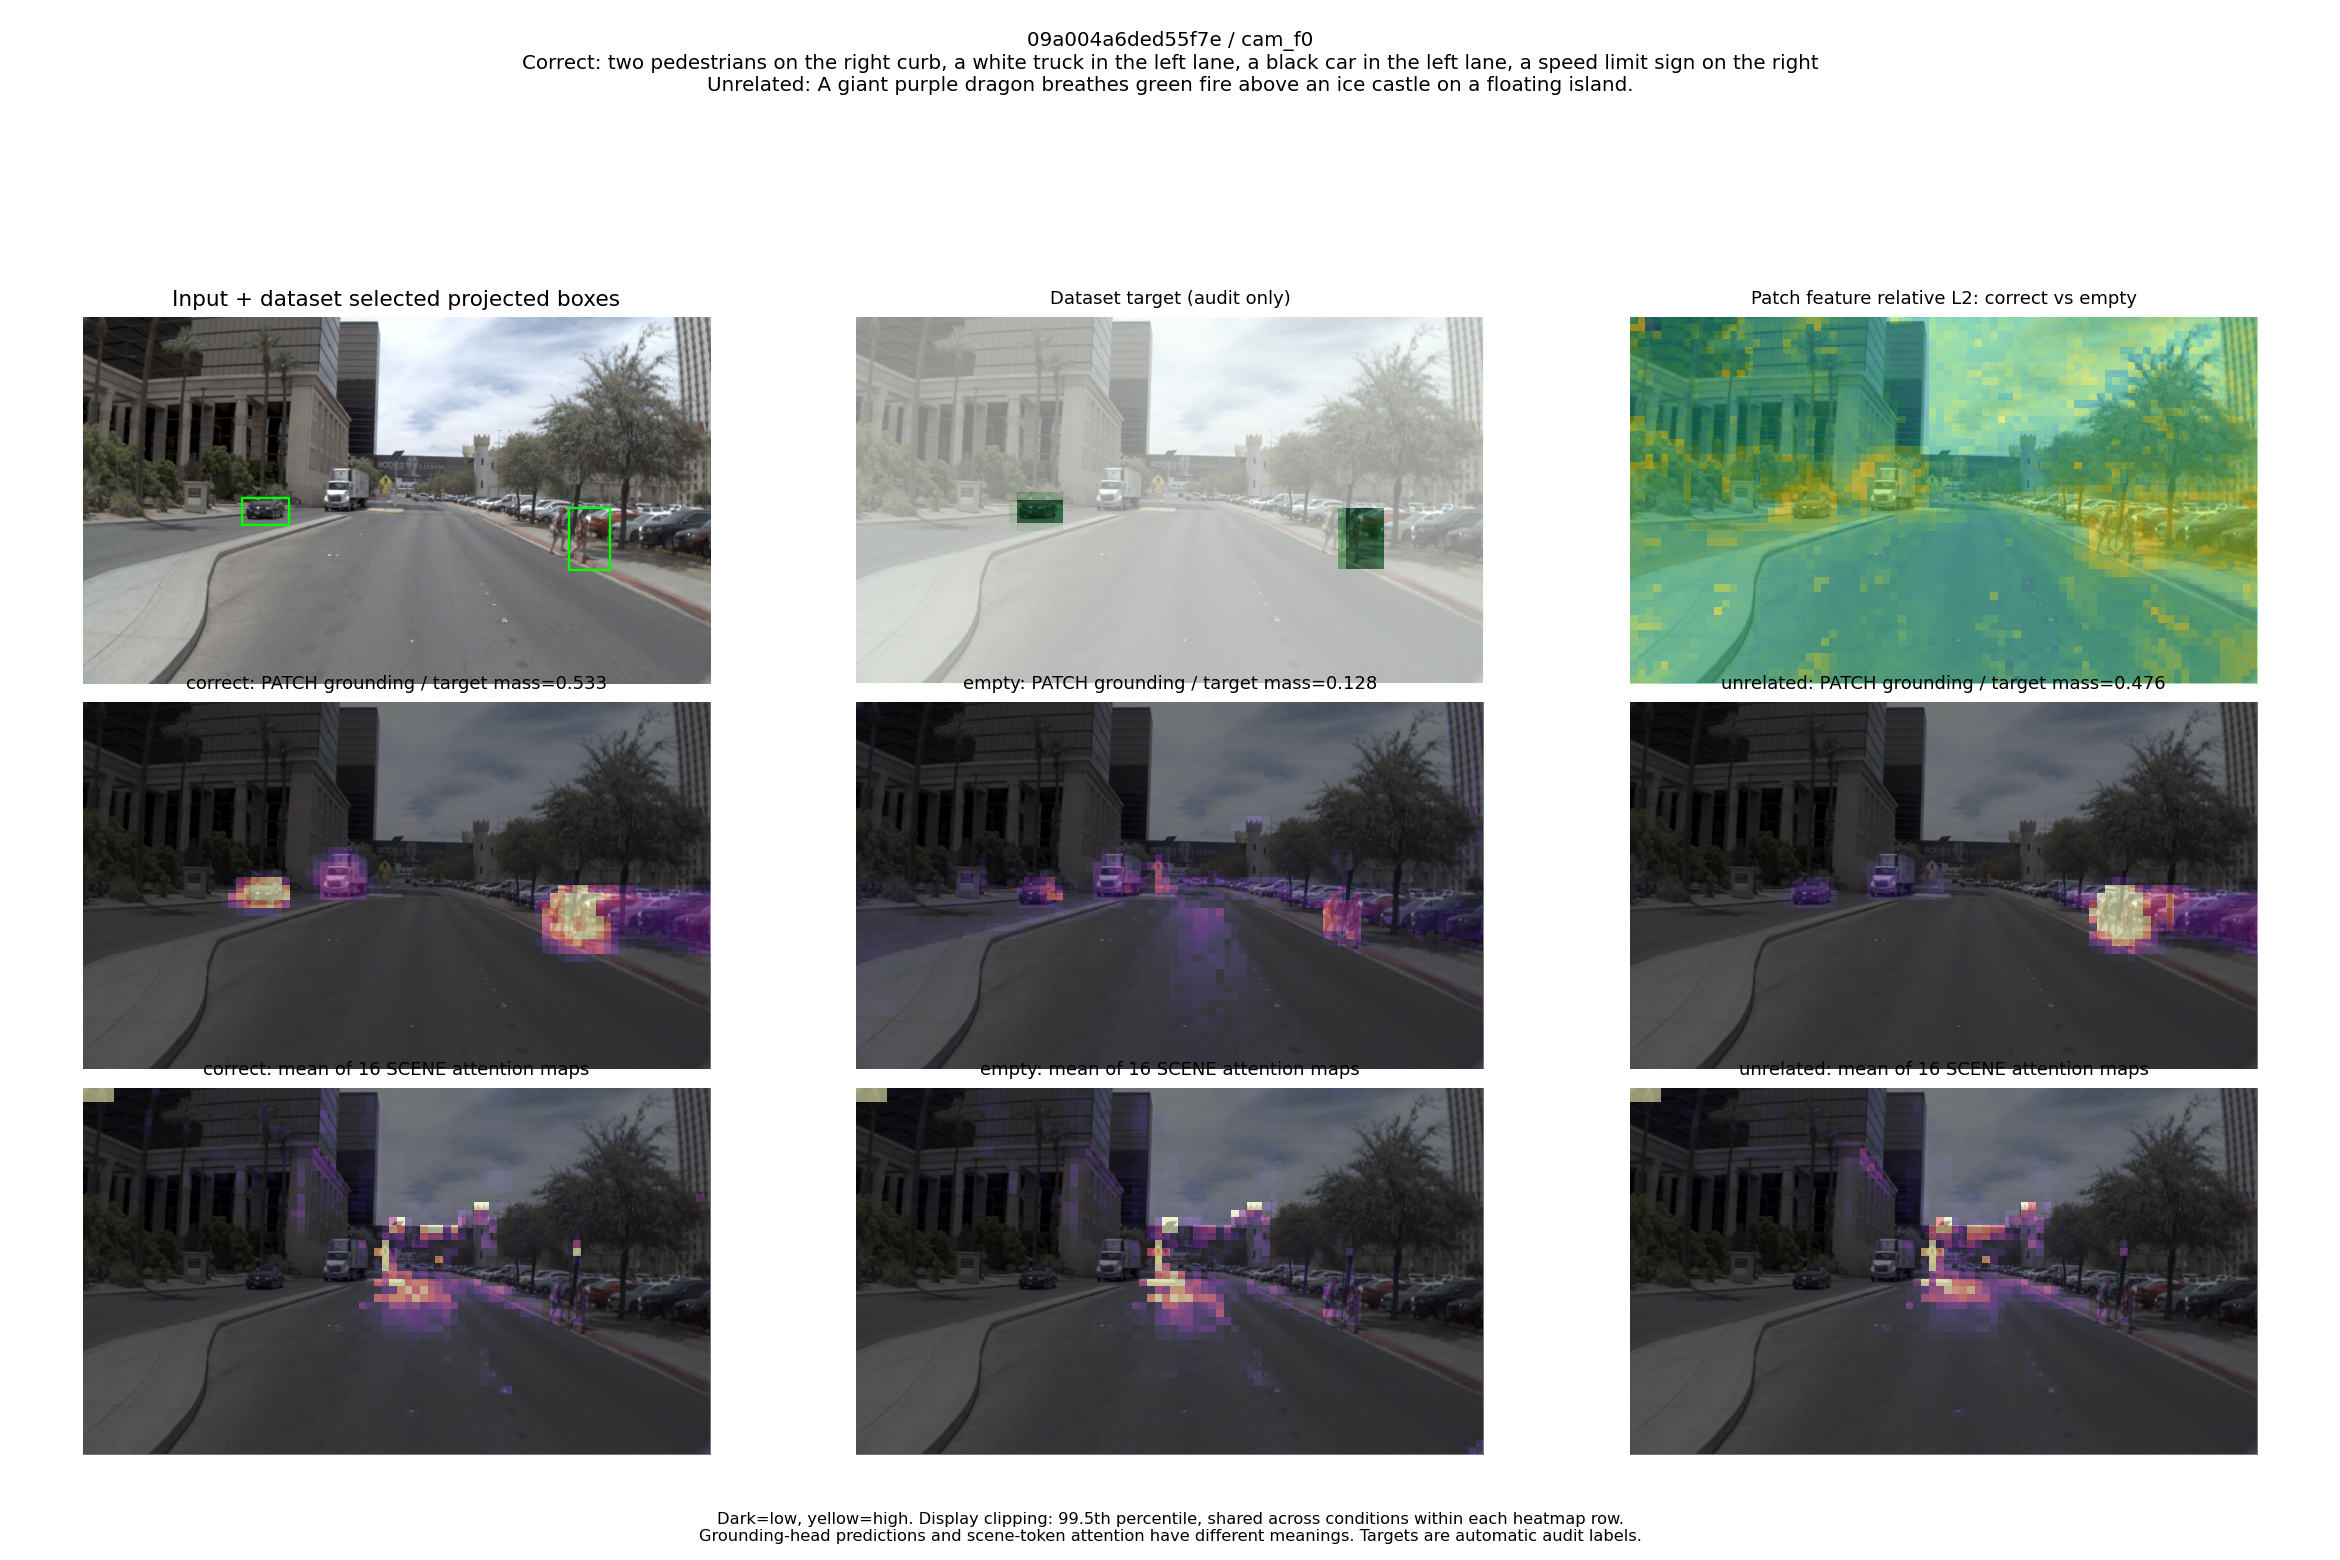 09a004a6ded55f7e / cam_f0
Correct: two pedestrians on the right curb, a white truck in the left lane, a black car in the left lane, a speed limit sign on the right
Unrelated: A giant purple dragon breathes green fire above an ice castle on a floating island.
Input + dataset selected projected boxes
Dataset target (audit only)
Patch feature relative L2: correct vs empty
correct: PATCH grounding / target mass=0.533
empty: PATCH grounding / target mass=0.128
unrelated: PATCH grounding / target mass=0.476
correct: mean of 16 SCENE attention maps
empty: mean of 16 SCENE attention maps
unrelated: mean of 16 SCENE attention maps
Dark=low, yellow=high. Display clipping: 99.5th percentile, shared across conditions within each heatmap row.
Grounding-head predictions and scene-token attention have different meanings. Targets are automatic audit labels.